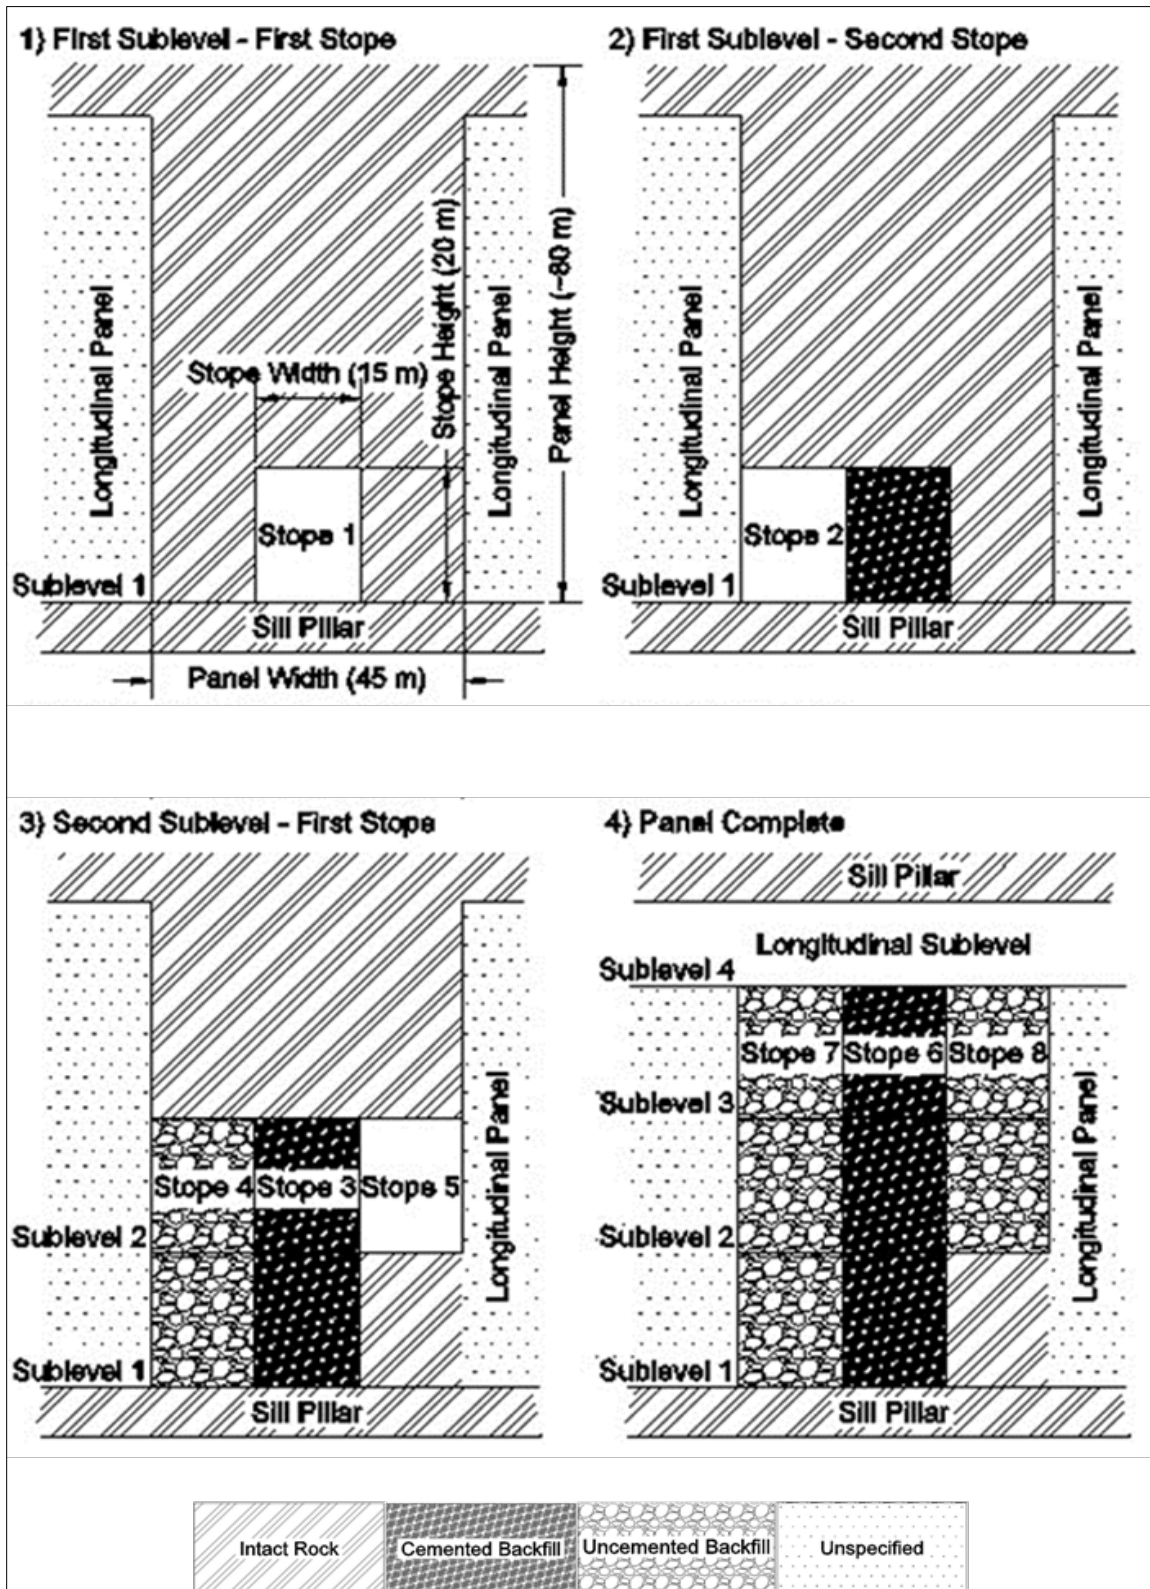 1) First Sublevel - First Stope
Longitudinal Panel
Stope Width (15 m)
Stope Height (20 m)
Longitudinal Panel
Panel Height (~80 m)
Stope 1
Sublevel 1
Sill Pillar
Panel Width (45 m)
2) First Sublevel - Second Stope
Longitudinal Panel
Longitudinal Panel
Stope 2
Sublevel 1
Sill Pillar
3) Second Sublevel - First Stope
Stope 4 Stope 3 Stope 5
Longitudinal Panel
Sublevel 2
Sublevel 1
Sill Pillar
4) Panel Complete
Sill Pillar
Longitudinal Sublevel
Sublevel 4
Stope 7 Stope 6 Stope 8
Sublevel 3
Longitudinal Panel
Sublevel 2
Sublevel 1
Sill Pillar
Intact Rock
Cemented Backfill
Uncemented Backfill
Unspecified